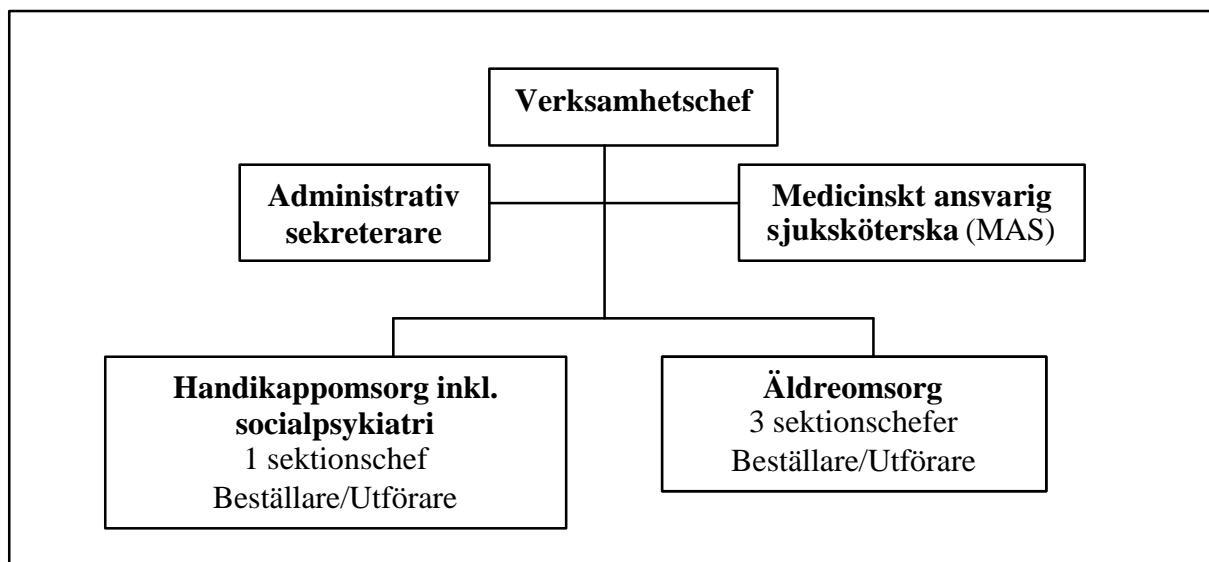 Verksamhetschef
Administrativ
sekreterare
Medicinskt ansvarig
sjuksköterska (MAS)
Handikappomsorg inkl.
socialpsykiatri
1 sektionschef
Beställare/Utförare
Äldreomsorg
3 sektionschefer
Beställare/Utförare